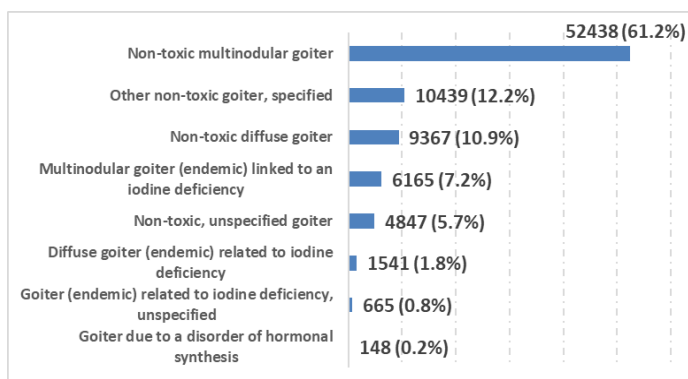 52438 (61.2%)
Non-toxic multinodular goiter
Other non-toxic goiter, specified
10439 (12.2%)
Non-toxic diffuse goiter
9367 (10.9%)
Multinodular goiter (endemic) linked to an
iodine deficiency
6165 (7.2%)
Non-toxic, unspecified goiter
4847 (5.7%)
Diffuse goiter (endemic) related to iodine
deficiency
1541 (1.8%)
Goiter (endemic) related to iodine deficiency,
unspecified
665 (0.8%)
Goiter due to a disorder of hormonal
synthesis
148 (0.2%)